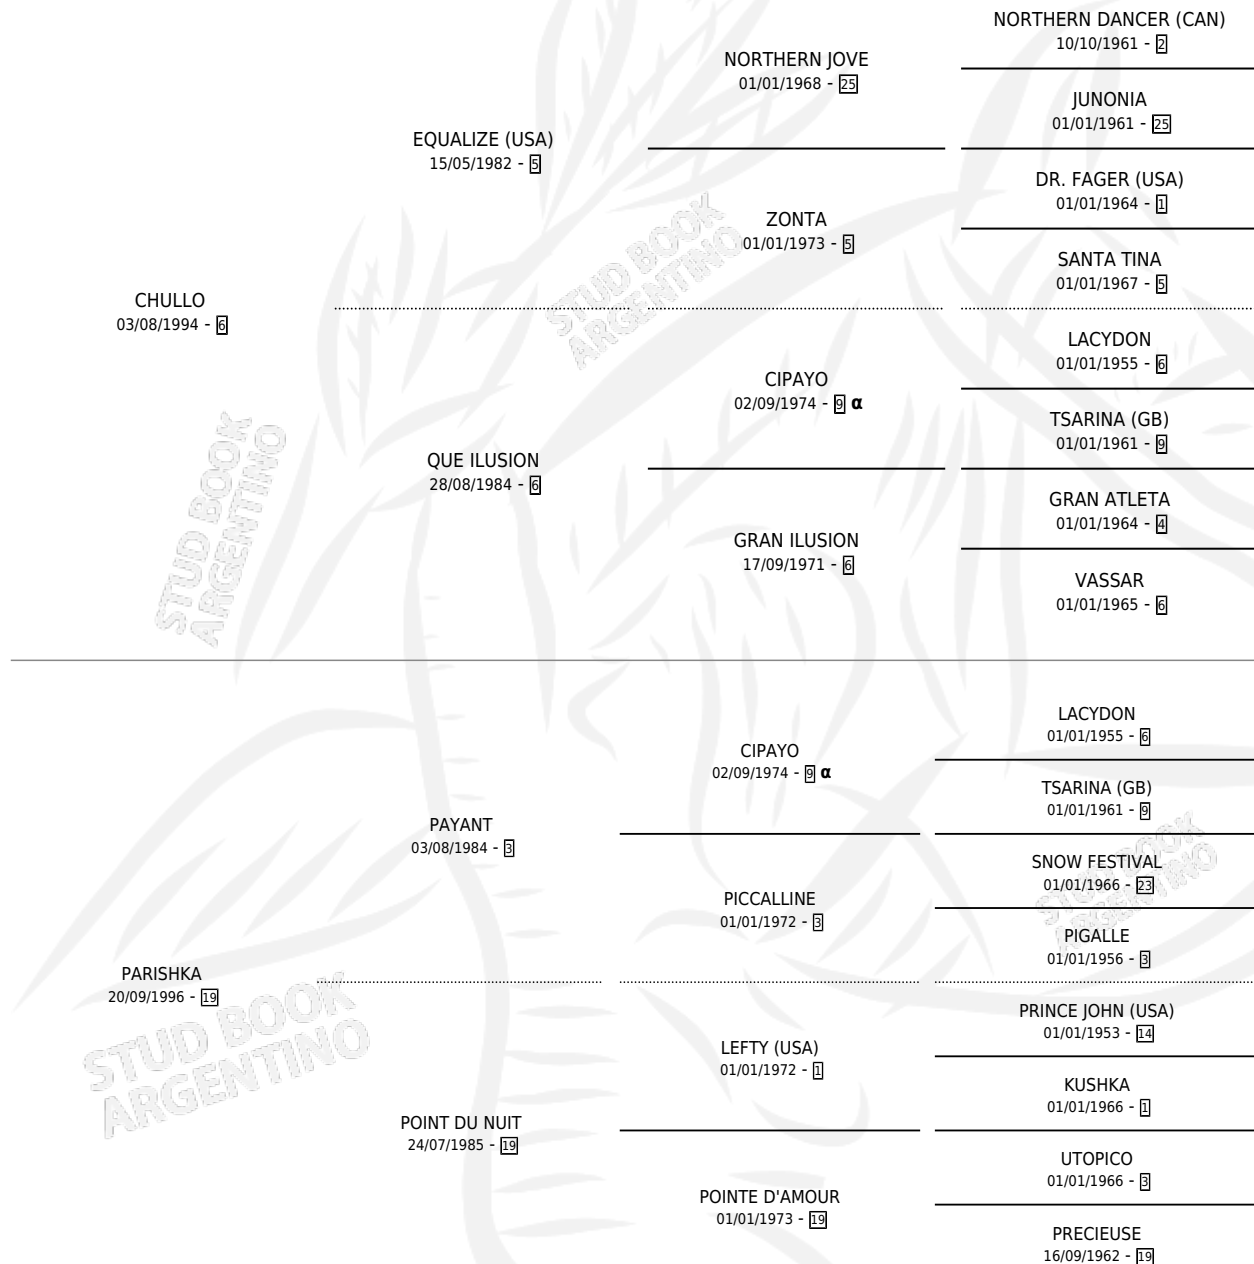 NORTHERN DANCER (CAN)
10/10/1961 - 2
NORTHERN JOVE
01/01/1968 - 25
JUNONIA
01/01/1961 - 25
EQUALIZE (USA)
15/05/1982 - 5
DR. FAGER (USA)
01/01/1964 - 1
ZONTA
01/01/1973 - 5
SANTA TINA
01/01/1967 - 5
STUD BOOK
ARGENTINO
CHULLO
03/08/1994 - 6
LACYDON
01/01/1955 - 6
CIPAYO
02/09/1974 - 9 α
TSARINA (GB)
01/01/1961 - 9
QUE ILUSION
28/08/1984 - 6
GRAN ATLETA
01/01/1964 - 4
GRAN ILUSION
17/09/1971 - 6
VASSAR
01/01/1965 - 6
STUD BOOK
ARGENTINO
LACYDON
01/01/1955 - 6
CIPAYO
02/09/1974 - 9 α
TSARINA (GB)
01/01/1961 - 9
PAYANT
03/08/1984 - 3
SNOW FESTIVAL
01/01/1966 - 23
PICCALLINE
01/01/1972 - 3
PIGALLE
01/01/1956 - 3
STUD BOOK
ARGENTINO
PARISHKA
20/09/1996 - 19
PRINCE JOHN (USA)
01/01/1953 - 14
LEFTY (USA)
01/01/1972 - 1
KUSHKA
01/01/1966 - 1
POINT DU NUIT
24/07/1985 - 19
UTOPICO
01/01/1966 - 3
POINTE D'AMOUR
01/01/1973 - 19
PRECIEUSE
16/09/1962 - 19
STUD BOOK
ARGENTINO